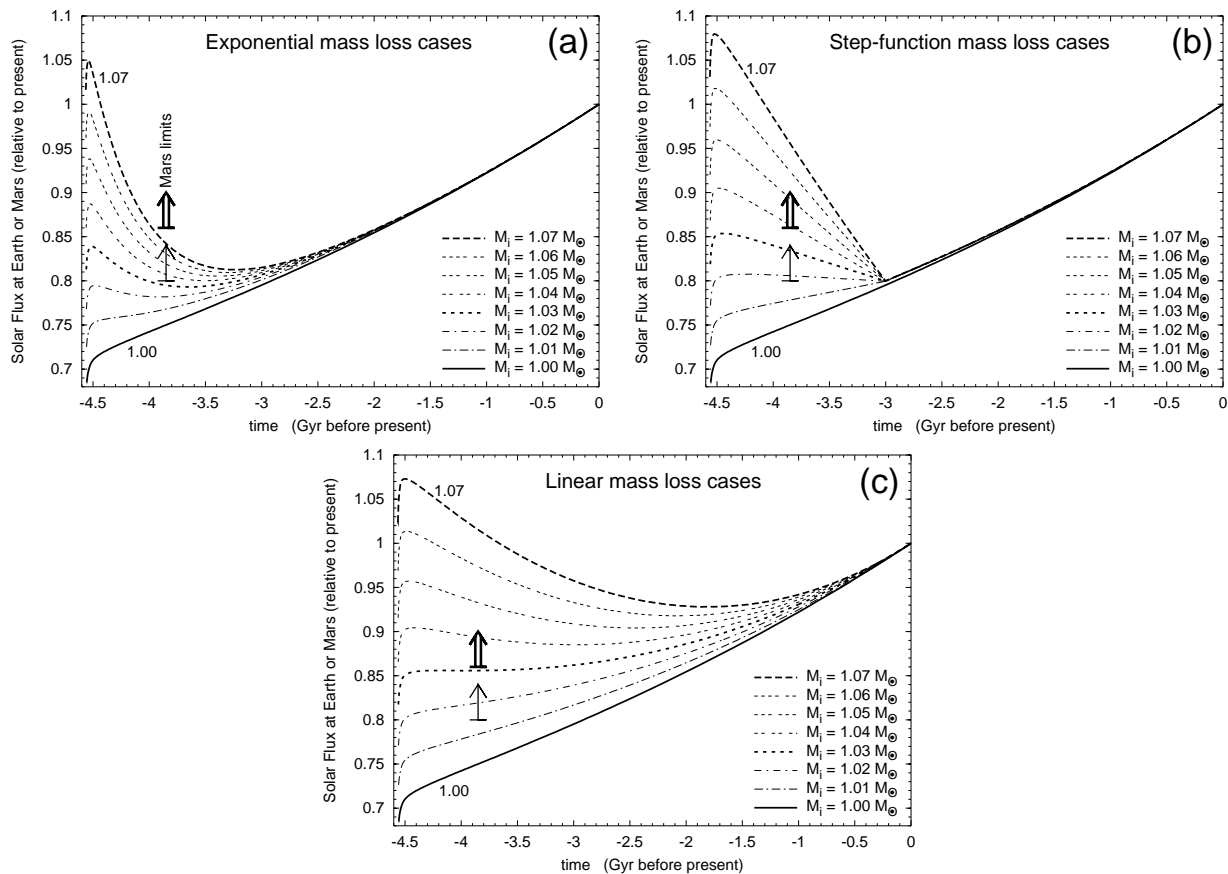 Exponential mass loss cases
(a)
Solar Flux at Earth or Mars (relative to present)
1.1
1.05
1
0.95
0.9
0.85
0.8
0.75
0.7
1.07
Mars limits
1.00
M_i = 1.07 M_⊙
M_i = 1.06 M_⊙
M_i = 1.05 M_⊙
M_i = 1.04 M_⊙
M_i = 1.03 M_⊙
M_i = 1.02 M_⊙
M_i = 1.01 M_⊙
M_i = 1.00 M_⊙
-4.5 -4 -3.5 -3 -2.5 -2 -1.5 -1 -0.5 0
time (Gyr before present)
Step-function mass loss cases
(b)
Solar Flux at Earth or Mars (relative to present)
1.1
1.05
1
0.95
0.9
0.85
0.8
0.75
0.7
1.07
1.00
M_i = 1.07 M_⊙
M_i = 1.06 M_⊙
M_i = 1.05 M_⊙
M_i = 1.04 M_⊙
M_i = 1.03 M_⊙
M_i = 1.02 M_⊙
M_i = 1.01 M_⊙
M_i = 1.00 M_⊙
-4.5 -4 -3.5 -3 -2.5 -2 -1.5 -1 -0.5 0
time (Gyr before present)
Linear mass loss cases
(c)
Solar Flux at Earth or Mars (relative to present)
1.1
1.05
1
0.95
0.9
0.85
0.8
0.75
0.7
1.07
1.00
M_i = 1.07 M_⊙
M_i = 1.06 M_⊙
M_i = 1.05 M_⊙
M_i = 1.04 M_⊙
M_i = 1.03 M_⊙
M_i = 1.02 M_⊙
M_i = 1.01 M_⊙
M_i = 1.00 M_⊙
-4.5 -4 -3.5 -3 -2.5 -2 -1.5 -1 -0.5 0
time (Gyr before present)